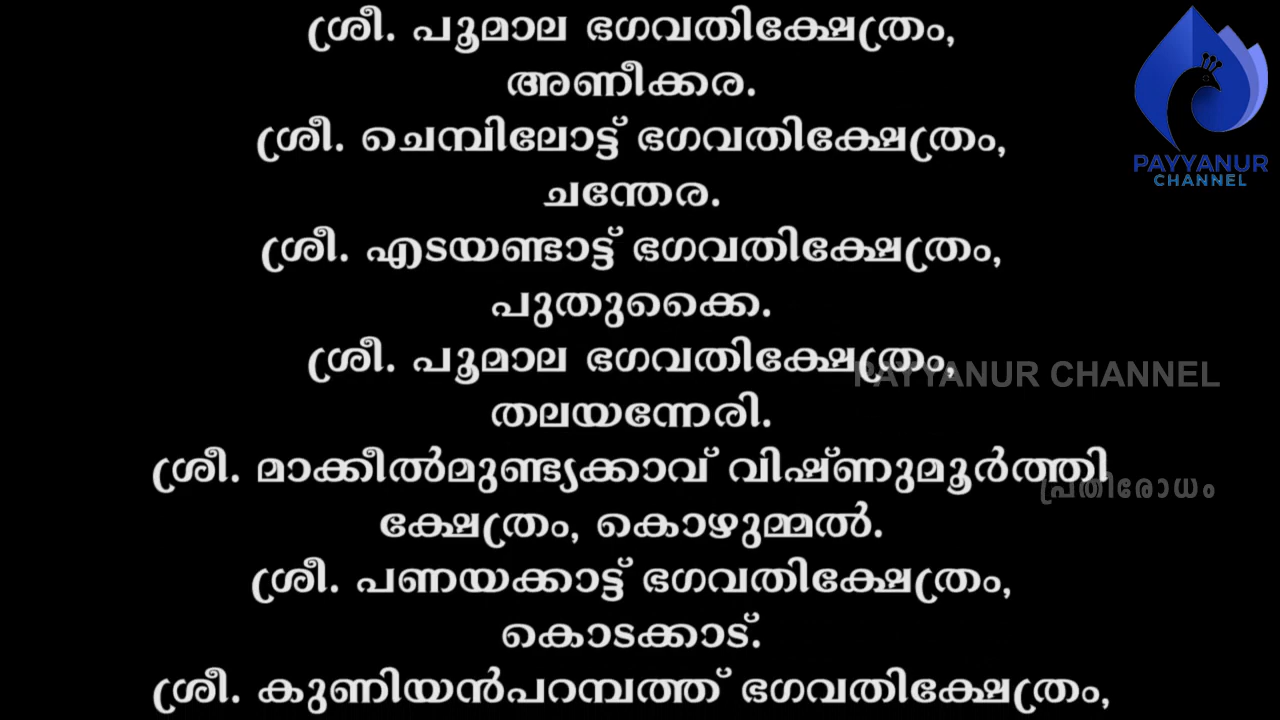 ശ്രീ. പൂമാല ഭഗവതിക്ഷേത്രം,
അണീക്കര.
ശ്രീ. ചെമ്പിലോട്ട് ഭഗവതിക്ഷേത്രം,
ചന്തേര.
ശ്രീ. എടയണ്ടാട്ട് ഭഗവതിക്ഷേത്രം,
പുതുക്കൈ.
ശ്രീ. പൂമാല ഭഗവതിക്ഷേത്രം,
തലയന്നേരി.
ശ്രീ. മാക്കീൽമുണ്ട്യക്കാവ് വിഷ്ണുമൂർത്തി
ക്ഷേത്രം, കൊഴുമ്മൽ.
ശ്രീ. പണയക്കാട്ട് ഭഗവതിക്ഷേത്രം,
കൊടക്കാട്.
ശ്രീ. കുണിയൻപറമ്പത്ത് ഭഗവതിക്ഷേത്രം,
PAYYANUR
CHANNEL
PAYYANUR CHANNEL
പ്രതിരോധം